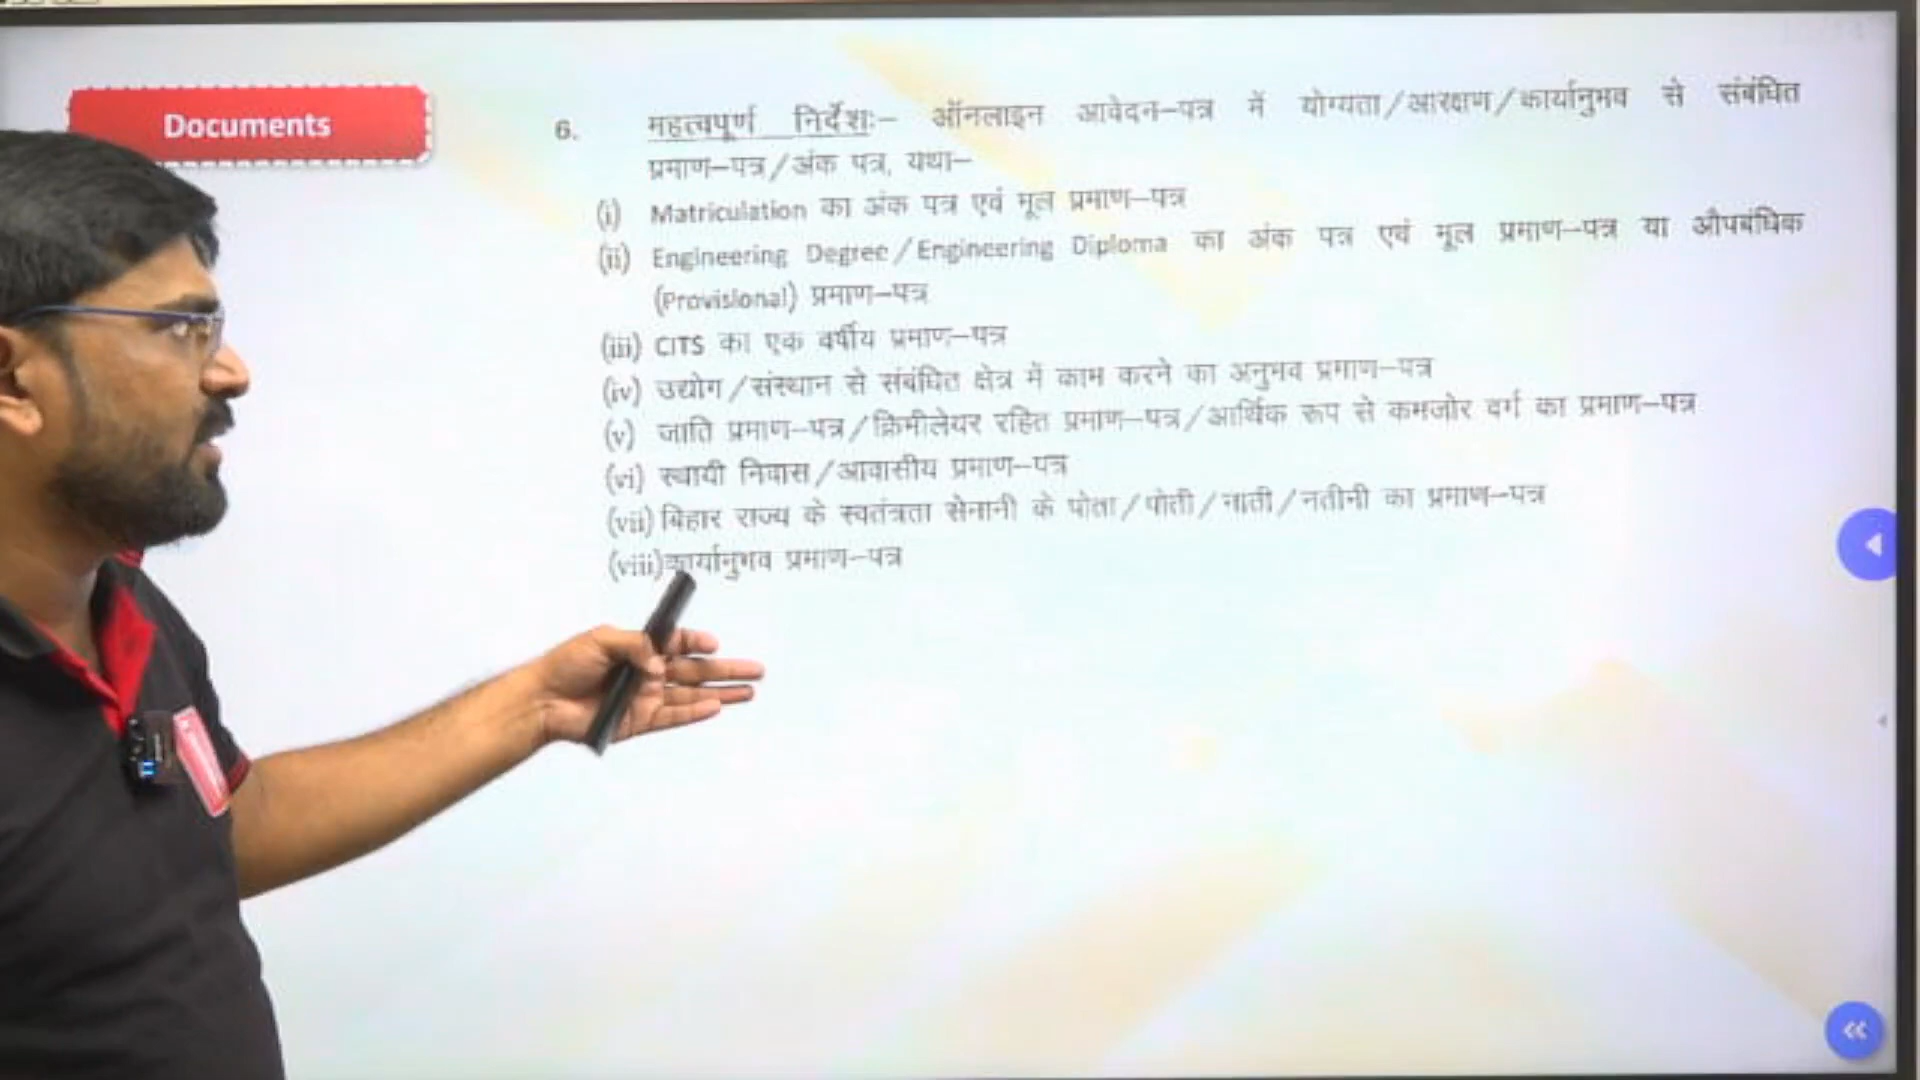 Documents
6. महत्वपूर्ण निर्देशः– ऑनलाइन आवेदन–पत्र में योग्यता/आरक्षण/कार्यानुभव से संबंधित
प्रमाण–पत्र/अंक पत्र, यथा–
(i) Matriculation का अंक पत्र एवं मूल प्रमाण–पत्र
(ii) Engineering Degree/Engineering Diploma का अंक पत्र एवं मूल प्रमाण–पत्र या औपबंधिक
(Provisional) प्रमाण–पत्र
(iii) CITS का एक वर्षीय प्रमाण–पत्र
(iv) उद्योग/संस्थान से संबंधित क्षेत्र में काम करने का अनुभव प्रमाण–पत्र
(v) जाति प्रमाण–पत्र/क्रिमीलेयर रहित प्रमाण–पत्र/आर्थिक रूप से कमजोर वर्ग का प्रमाण–पत्र
(vi) स्थायी निवास/आवासीय प्रमाण–पत्र
(vii) बिहार राज्य के स्वतंत्रता सेनानी के पोता/पोती/नाती/नतीनी का प्रमाण–पत्र
(viii) कार्यानुभव प्रमाण–पत्र